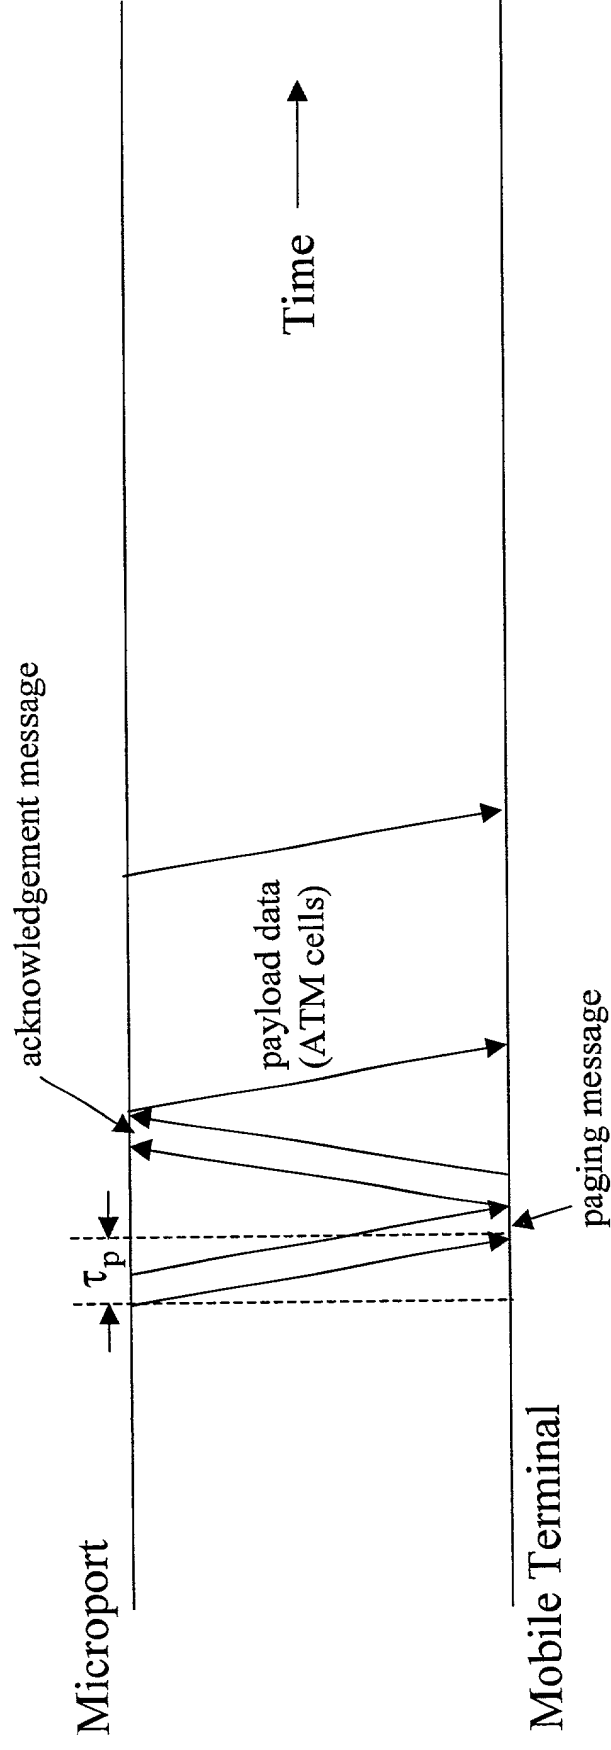 Microport
τp
acknowledgement message
payload data
(ATM cells)
Time
paging message
Mobile Terminal